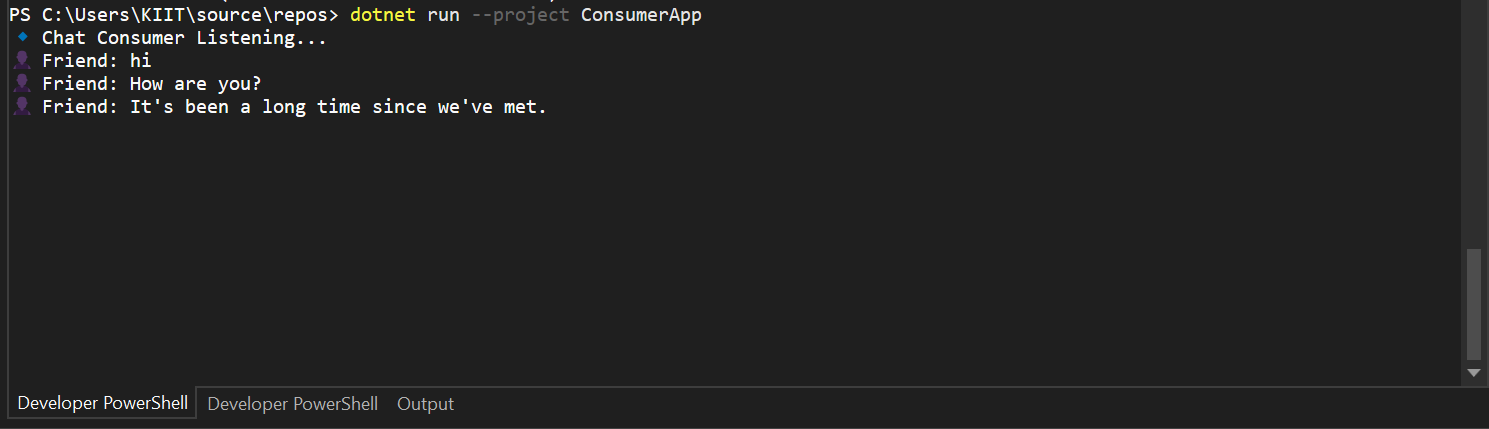 PS C:\Users\KIIT\source\repos> dotnet run --project ConsumerApp
🔹 Chat Consumer Listening...
👤 Friend: hi
👤 Friend: How are you?
👤 Friend: It's been a long time since we've met.
Developer PowerShell Developer PowerShell Output